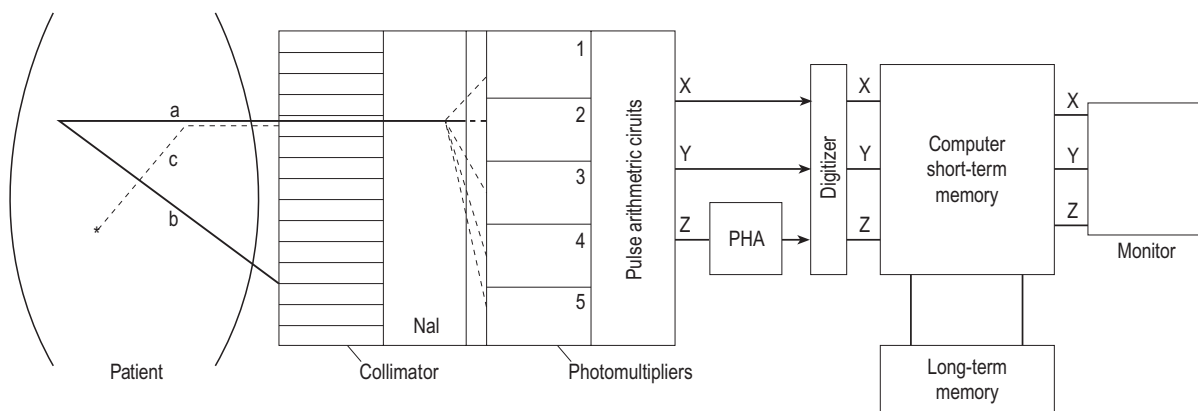 a
c
b
*
Patient
Collimator
NaI
1
2
3
4
5
Photomultipliers
Pulse arithmetric ciruits
X
Y
Z
PHA
Digitizer
X
Y
Z
Computer
short-term
memory
Long-term
memory
X
Y
Z
Monitor